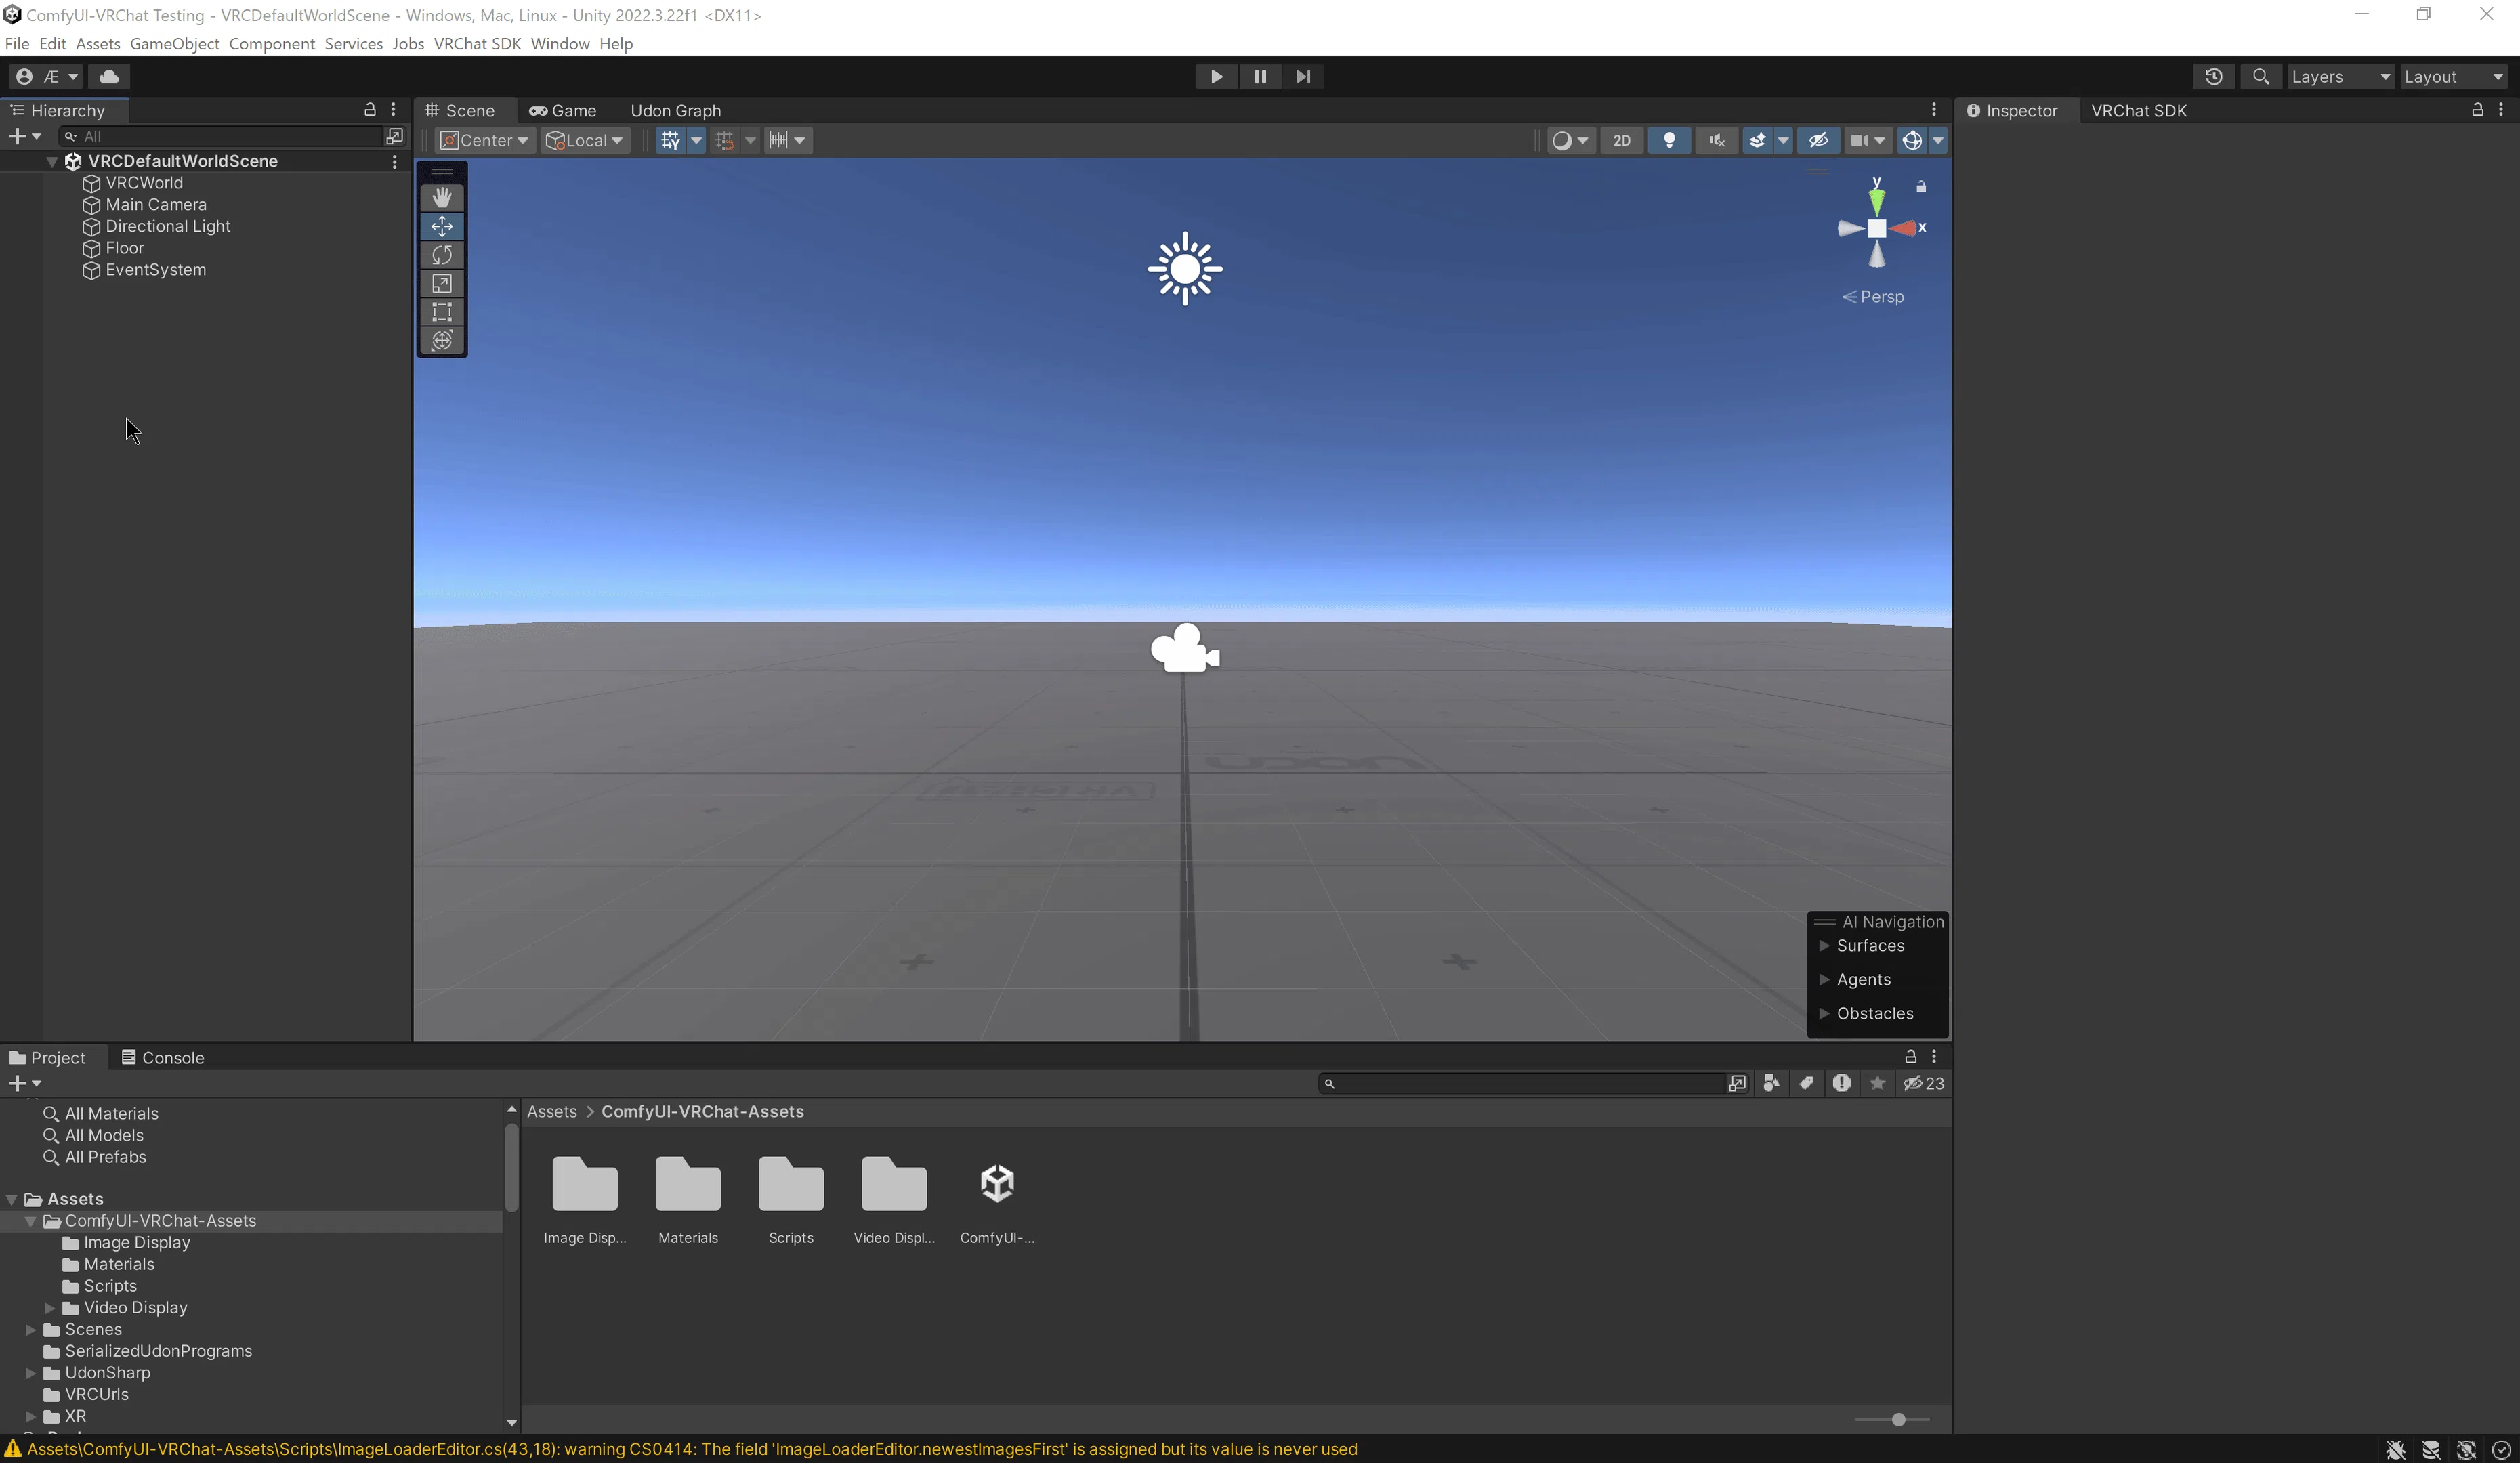 ComfyUI-VRChat Testing - VRCDefaultWorldScene - Windows, Mac, Linux - Unity 2022.3.22f1 <DX11>
File Edit Assets GameObject Component Services Jobs VRChat SDK Window Help
Æ
Layers
Layout
Hierarchy
Scene
Game
Udon Graph
Inspector
VRChat SDK
All
Center
Local
2D
VRCDefaultWorldScene
VRCWorld
Main Camera
Directional Light
Floor
EventSystem
y
x
Persp
AI Navigation
Surfaces
Agents
Obstacles
Project
Console
23
All Materials
All Models
All Prefabs
Assets
ComfyUI-VRChat-Assets
Image Display
Materials
Scripts
Video Display
Scenes
SerializedUdonPrograms
UdonSharp
VRCUrls
XR
Assets > ComfyUI-VRChat-Assets
Image Disp...
Materials
Scripts
Video Displ...
ComfyUI-...
Assets\ComfyUI-VRChat-Assets\Scripts\ImageLoaderEditor.cs(43,18): warning CS0414: The field 'ImageLoaderEditor.newestImagesFirst' is assigned but its value is never used